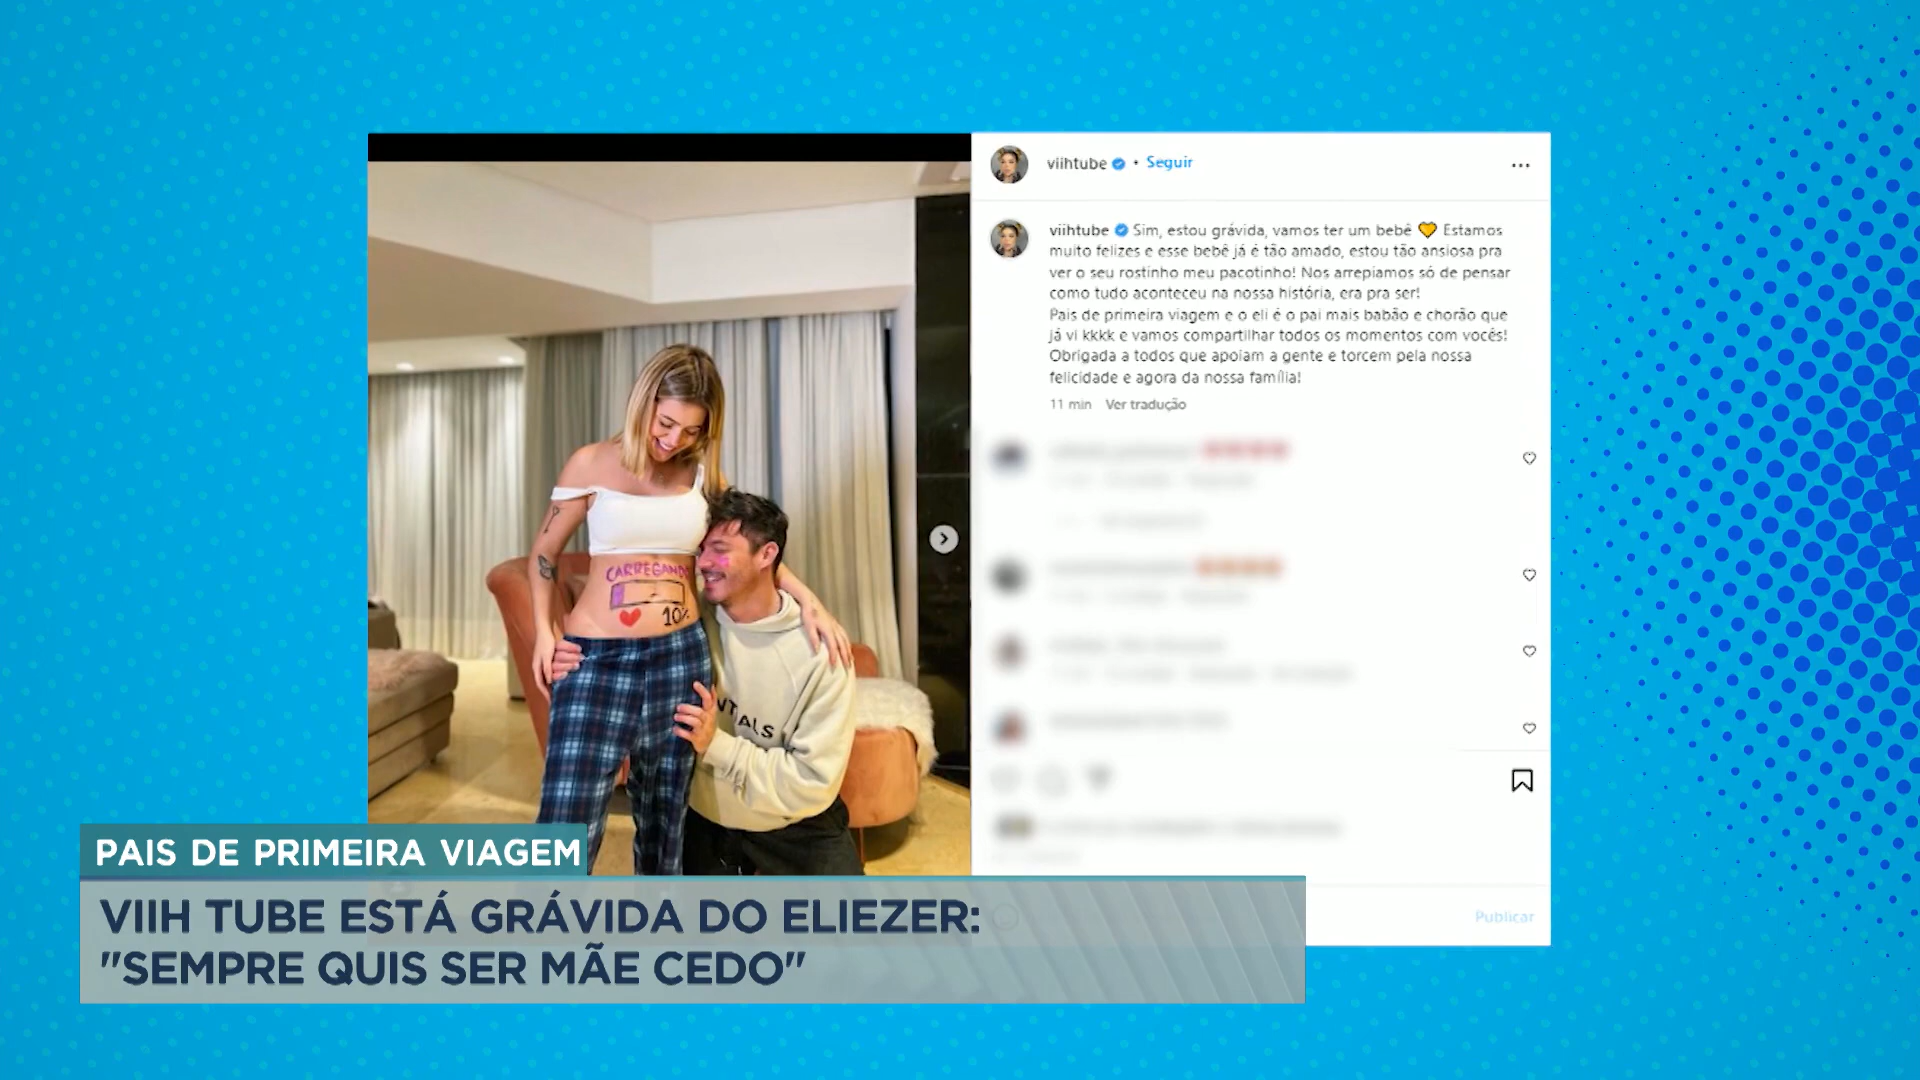 viihtube • Seguir
viihtube Sim, estou grávida, vamos ter um bebê 💛 Estamos
muito felizes e esse bebê já é tão amado, estou tão ansiosa pra
ver o seu rostinho meu pacotinho! Nos arrepiamos só de pensar
como tudo aconteceu na nossa história, era pra ser!
Pais de primeira viagem e o eli é o pai mais babão e chorão que
já vi kkkk e vamos compartilhar todos os momentos com vocês!
Obrigada a todos que apoiam a gente e torcem pela nossa
felicidade e agora da nossa família!
11 min Ver tradução
CARREGANDO
10%
NTIALS
Publicar
PAIS DE PRIMEIRA VIAGEM
VIIH TUBE ESTÁ GRÁVIDA DO ELIEZER:
"SEMPRE QUIS SER MÃE CEDO"